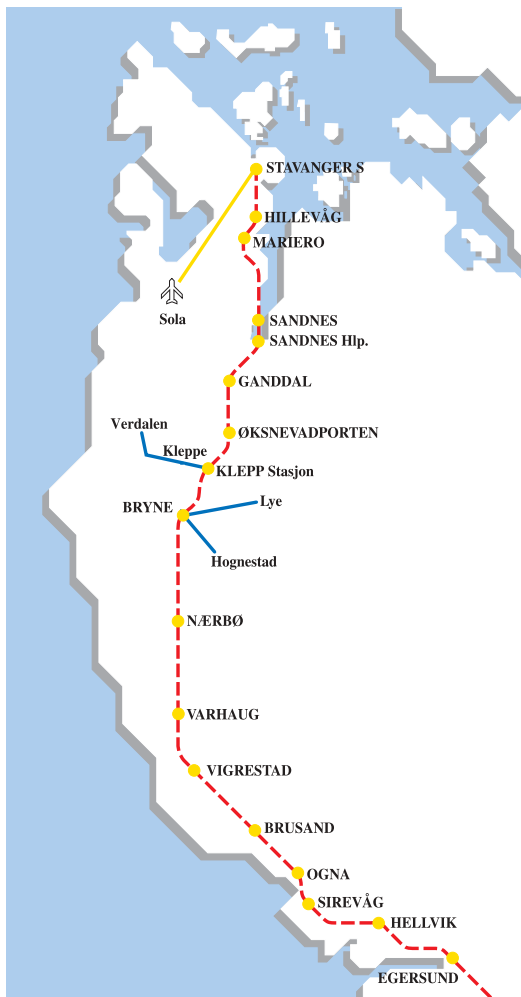 STAVANGER S
HILLEVÅG
MARIERO
Sola
SANDNES
SANDNES Hlp.
GANDDAL
Verdalen
ØKSNEVADPORTEN
Kleppe
KLEPP Stasjon
Lye
BRYNE
Hognestad
NÆRBØ
VARHAUG
VIGRESTAD
BRUSAND
OGNA
SIREVÅG
HELLVIK
EGERSUND